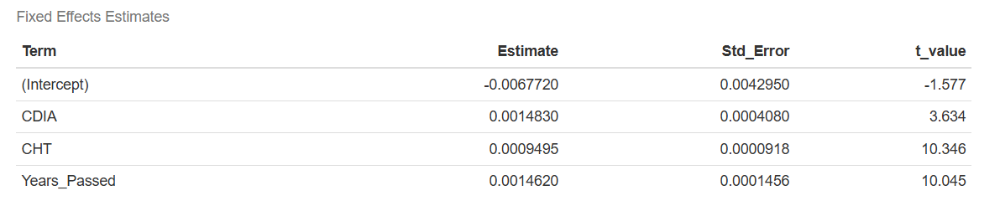 Fixed Effects Estimates
Term Estimate Std_Error t_value
(Intercept) -0.0067720 0.0042950 -1.577
CDIA 0.0014830 0.0004080 3.634
CHT 0.0009495 0.0000918 10.346
Years_Passed 0.0014620 0.0001456 10.045